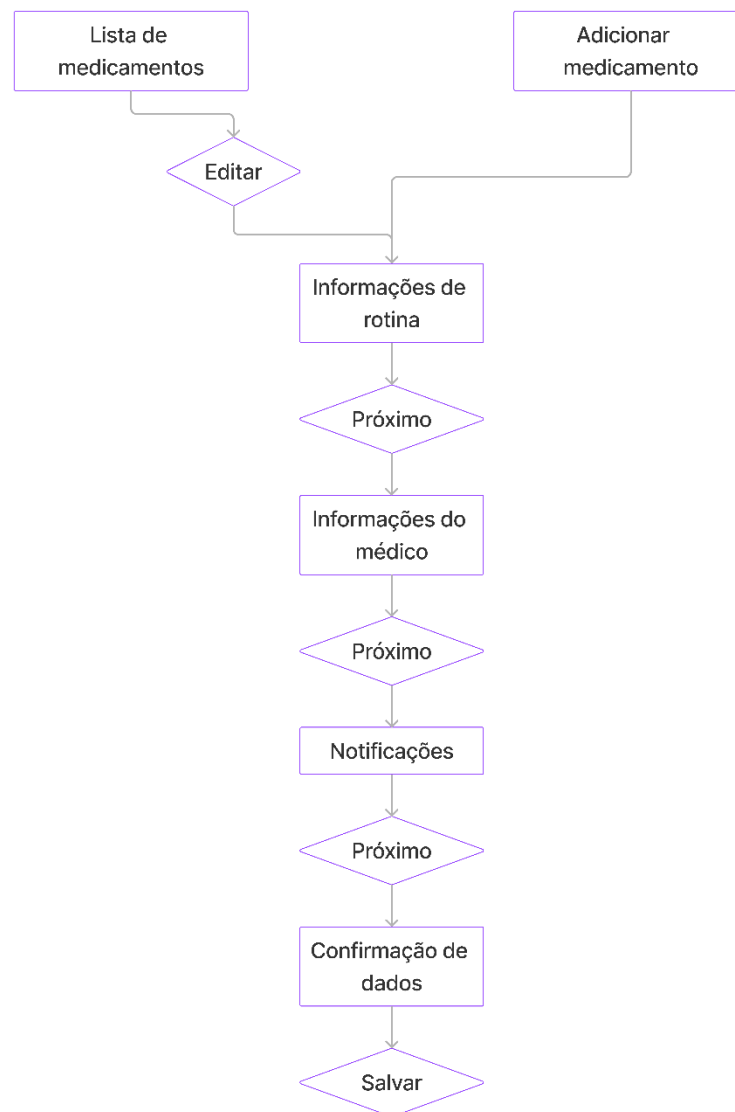 Lista de
medicamentos
Adicionar
medicamento
Editar
Informações de
rotina
Próximo
Informações do
médico
Próximo
Notificações
Próximo
Confirmação de
dados
Salvar